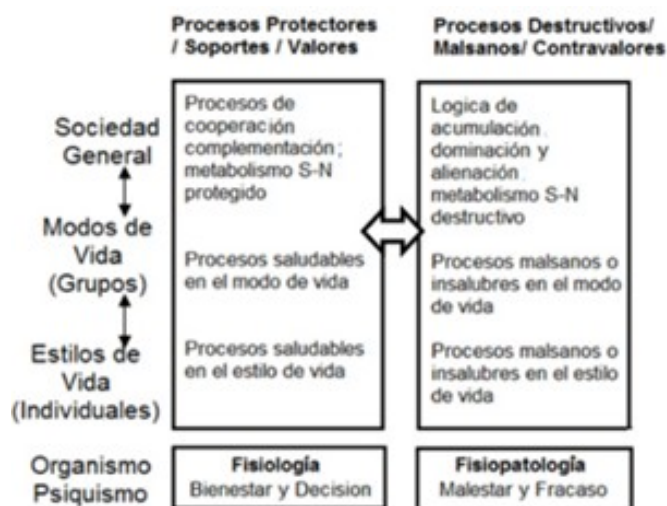 Procesos Protectores
/ Soportes / Valores
Procesos Destructivos/
Malsanos/ Contravalores
Sociedad
General
Procesos de
cooperación
complementación;
metabolismo S-N
protegido
Logica de
acumulación,
dominación y
alienación;
metabolismo S-N
destructivo
Modos de
Vida
(Grupos)
Procesos saludables
en el modo de vida
Procesos malsanos o
insalubres en el modo
de vida
Estilos de
Vida
(Individuales)
Procesos saludables
en el estilo de vida
Procesos malsanos o
insalubres en el estilo
de vida
Organismo
Psiquismo
Fisiología
Bienestar y Decision
Fisiopatología
Malestar y Fracaso